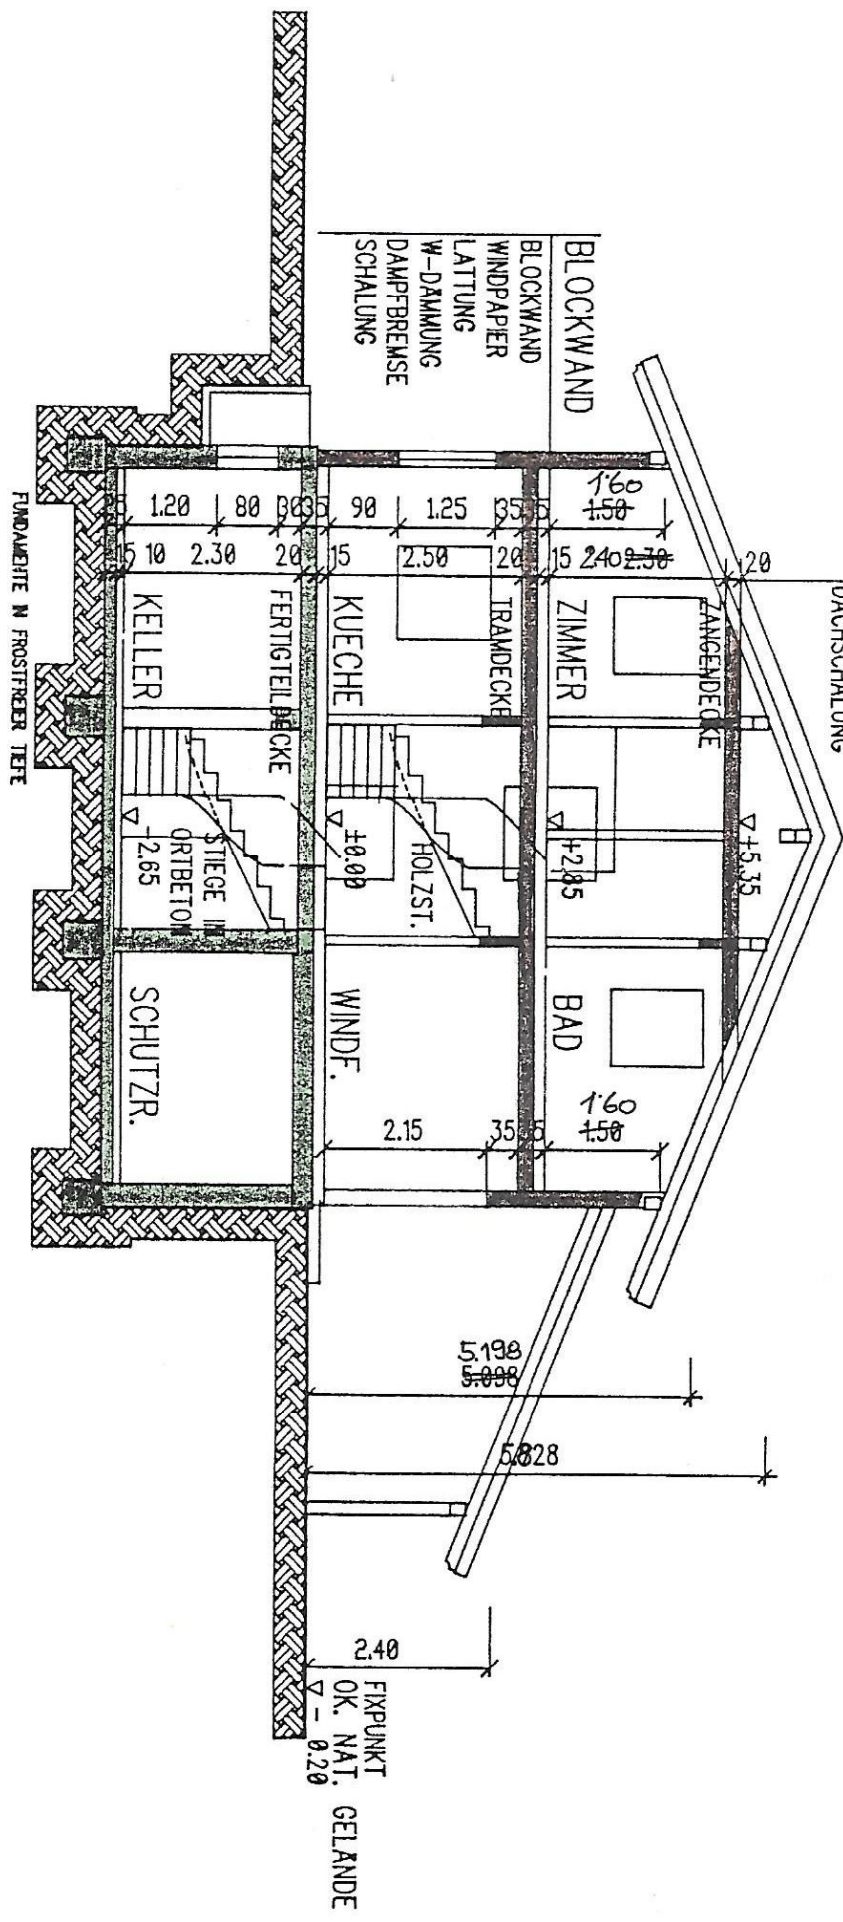 DACHSCHALUNG
BLOCKWAND
BLOCKWAND
WINDPAPIER
LATTUNG
W-DÄMMUNG
DAMPFBREMSE
SCHALUNG
1.60
1.50
35
1.25
90
35
30
80
1.20
20
2.40 2.30
15
20
2.50
15
20
2.30
10
15
ZANGENDECKE
ZIMMER
TRAMDECKE
KUECHE
FERTIGTEILDECKE
KELLER
+5.35
+2.85
HOLZST.
±0.00
STIEGE IN
ORTBETON
-2.65
BAD
WINDF.
SCHUTZR.
1.60
1.50
35
2.15
5.198
5.098
5.828
2.40
FIXPUNKT
OK. NAT. GELÄNDE
- 0.20
FUNDAMENTE IN FROSTFREIER TIEFE